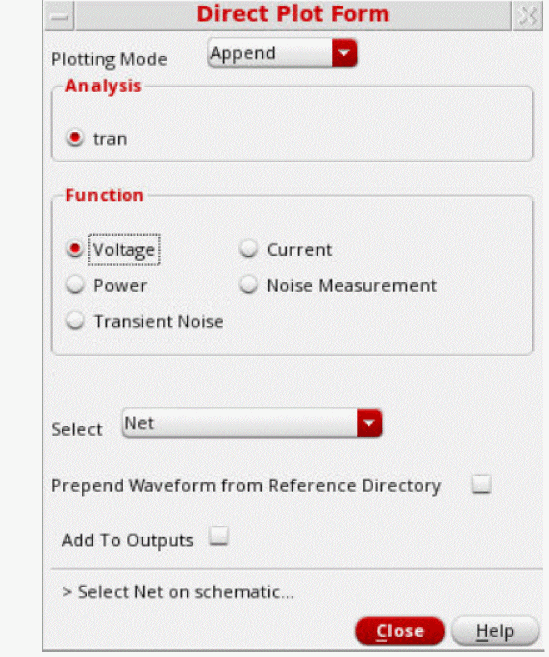 Direct Plot Form
Plotting Mode Append
Analysis
tran
Function
Voltage Current
Power Noise Measurement
Transient Noise
Select Net
Prepend Waveform from Reference Directory
Add To Outputs
> Select Net on schematic...
Close Help